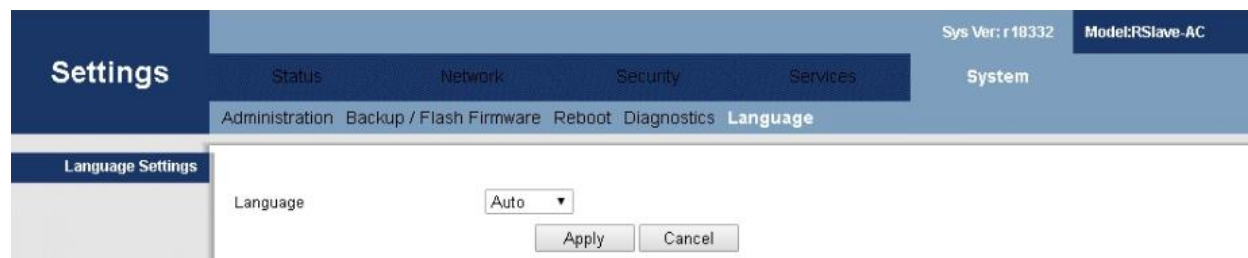 Sys Ver: r18332 Model:RSlave-AC
Settings Status Network Security Services System
Administration Backup / Flash Firmware Reboot Diagnostics Language
Language Settings
Language Auto
Apply Cancel